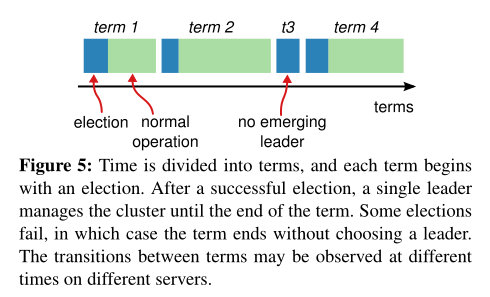 term 1 term 2 t3 term 4
terms
election normal operation no emerging leader
Figure 5: Time is divided into terms, and each term begins
with an election. After a successful election, a single leader
manages the cluster until the end of the term. Some elections
fail, in which case the term ends without choosing a leader.
The transitions between terms may be observed at different
times on different servers.